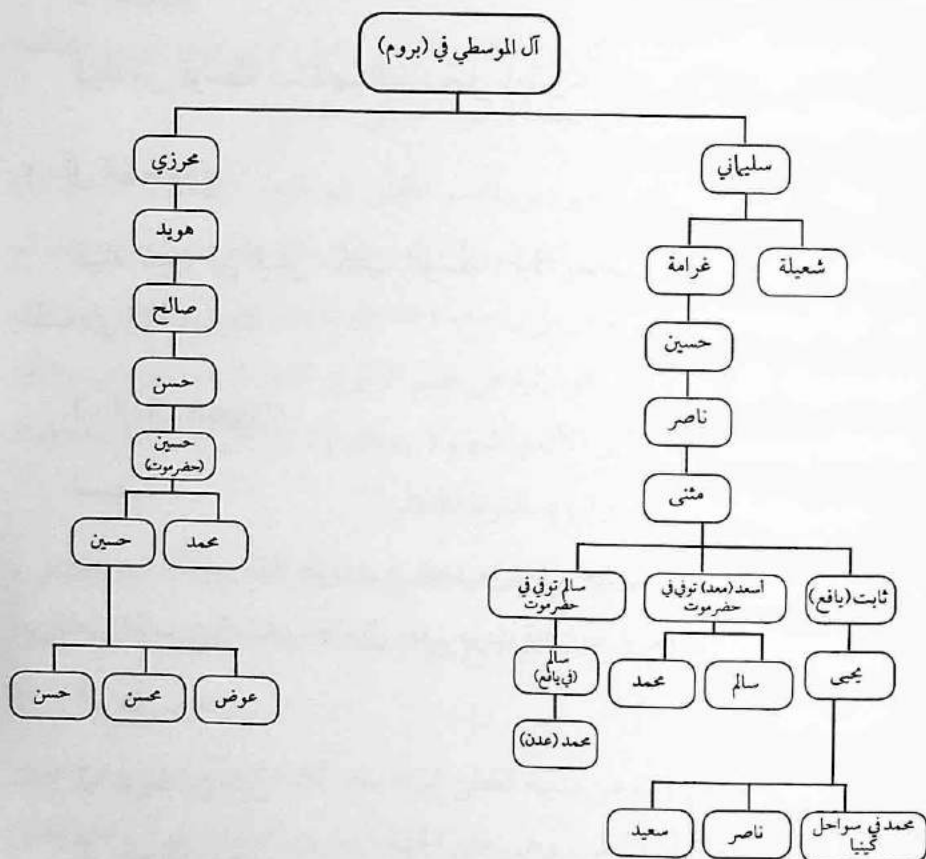 آل الموسطي في (بروم)
سليماني
محرزي
شعيلة
غرامة
هويد
حسين
صالح
ناصر
حسن
مثنى
حسين
(حضرموت)
محمد
حسين
ثابت (يافع)
أسعد (معد) توفي في
حضرموت
سالم توفي في
حضرموت
يحيى
سالم
محمد
سالم
(في يافع)
عوض
محسن
حسن
محمد (عدن)
محمد في سواحل
كينيا
ناصر
سعيد